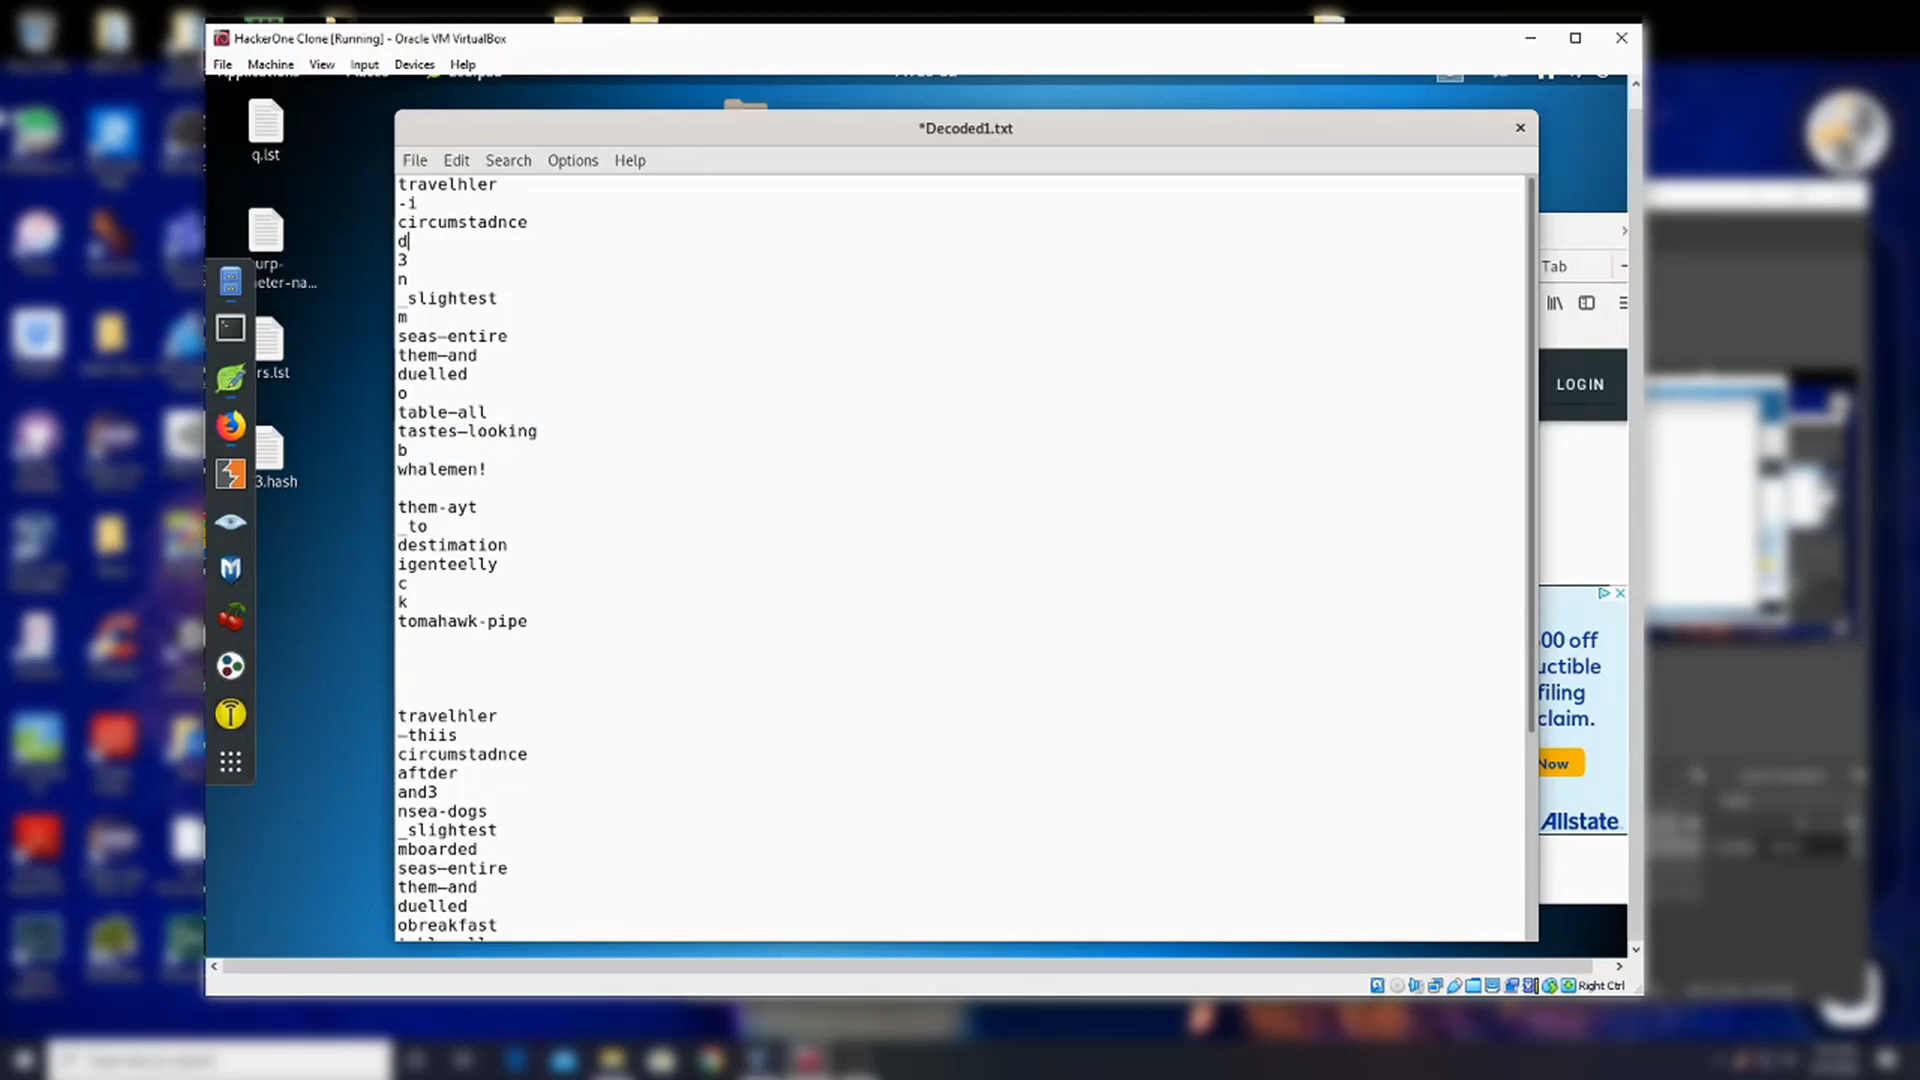 HackerOne Clone [Running] - Oracle VM VirtualBox
File Machine View Input Devices Help
q.lst
urp-
eter-na...
rs.lst
3.hash
*Decoded1.txt
File Edit Search Options Help
travelhler
-i
circumstadnce
d
3
n
_slightest
m
seas—entire
them—and
duelled
o
table—all
tastes—looking
b
whalemen!
them-ayt
_to
destimation
igenteelly
c
k
tomahawk-pipe
travelhler
—thiis
circumstadnce
aftder
and3
nsea-dogs
_slightest
mboarded
seas—entire
them—and
duelled
obreakfast
Tab
LOGIN
00 off
uctible
filing
claim.
Now
Allstate
Right Ctrl